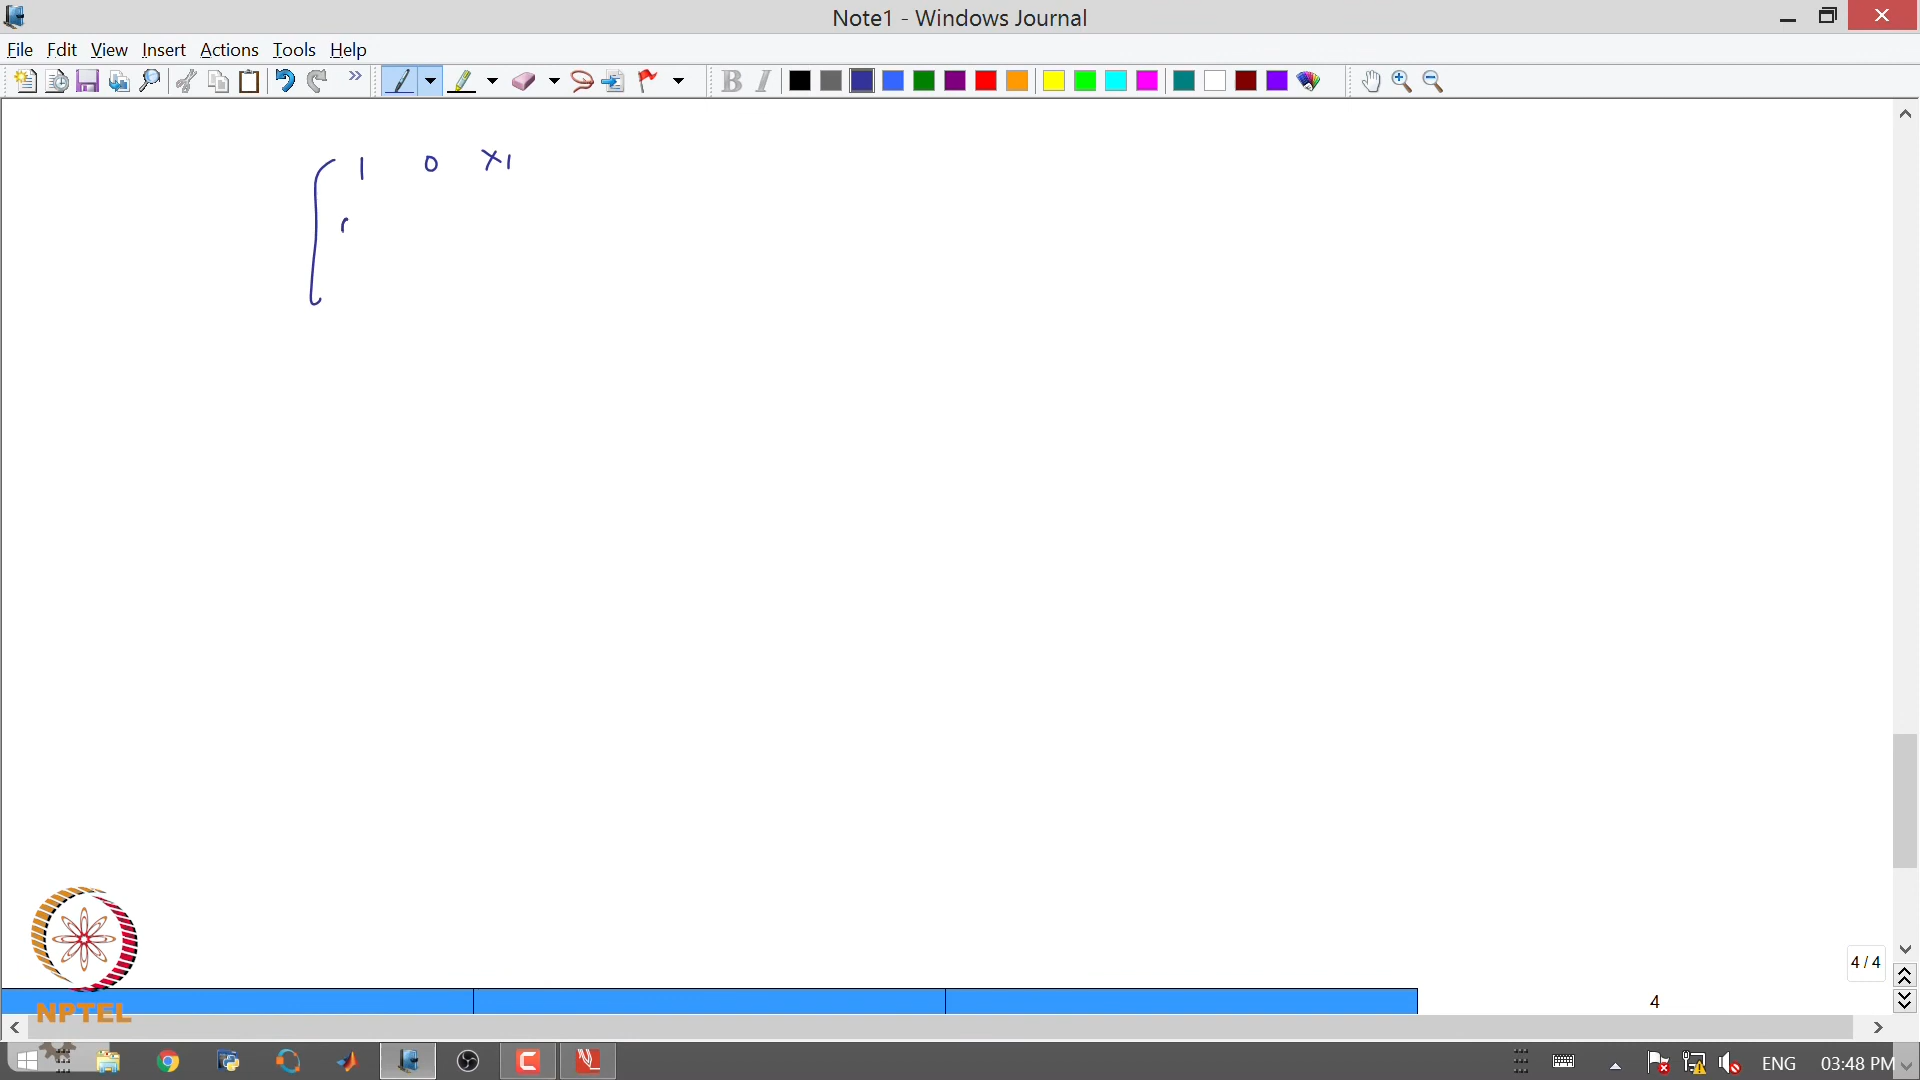 Note1 - Windows Journal
File Edit View Insert Actions Tools Help
B I
1 0 x1
4 / 4
4
NPTEL
ENG 03:48 PM